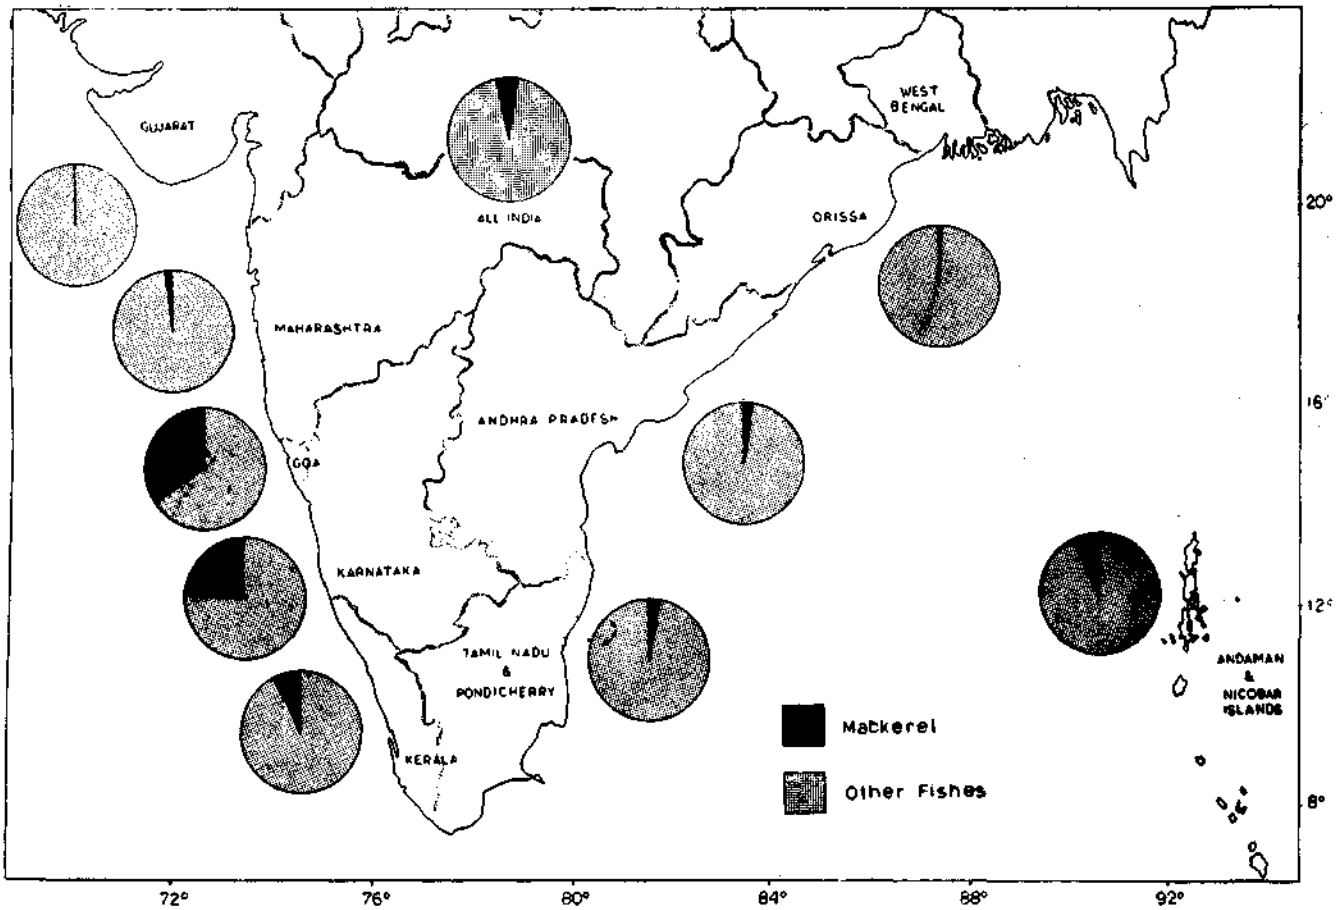 WEST
BENGAL
GUJARAT
20°
ALL INDIA
ORISSA
MAHARASHTRA
16°
ANDHRA PRADESH
GOA
KARNATAKA
12°
TAMIL NADU
&
PONDICHERRY
ANDAMAN
&
NICOBAR
ISLANDS
Mackerel
KERALA
Other Fishes
8°
72°
76°
80°
84°
88°
92°